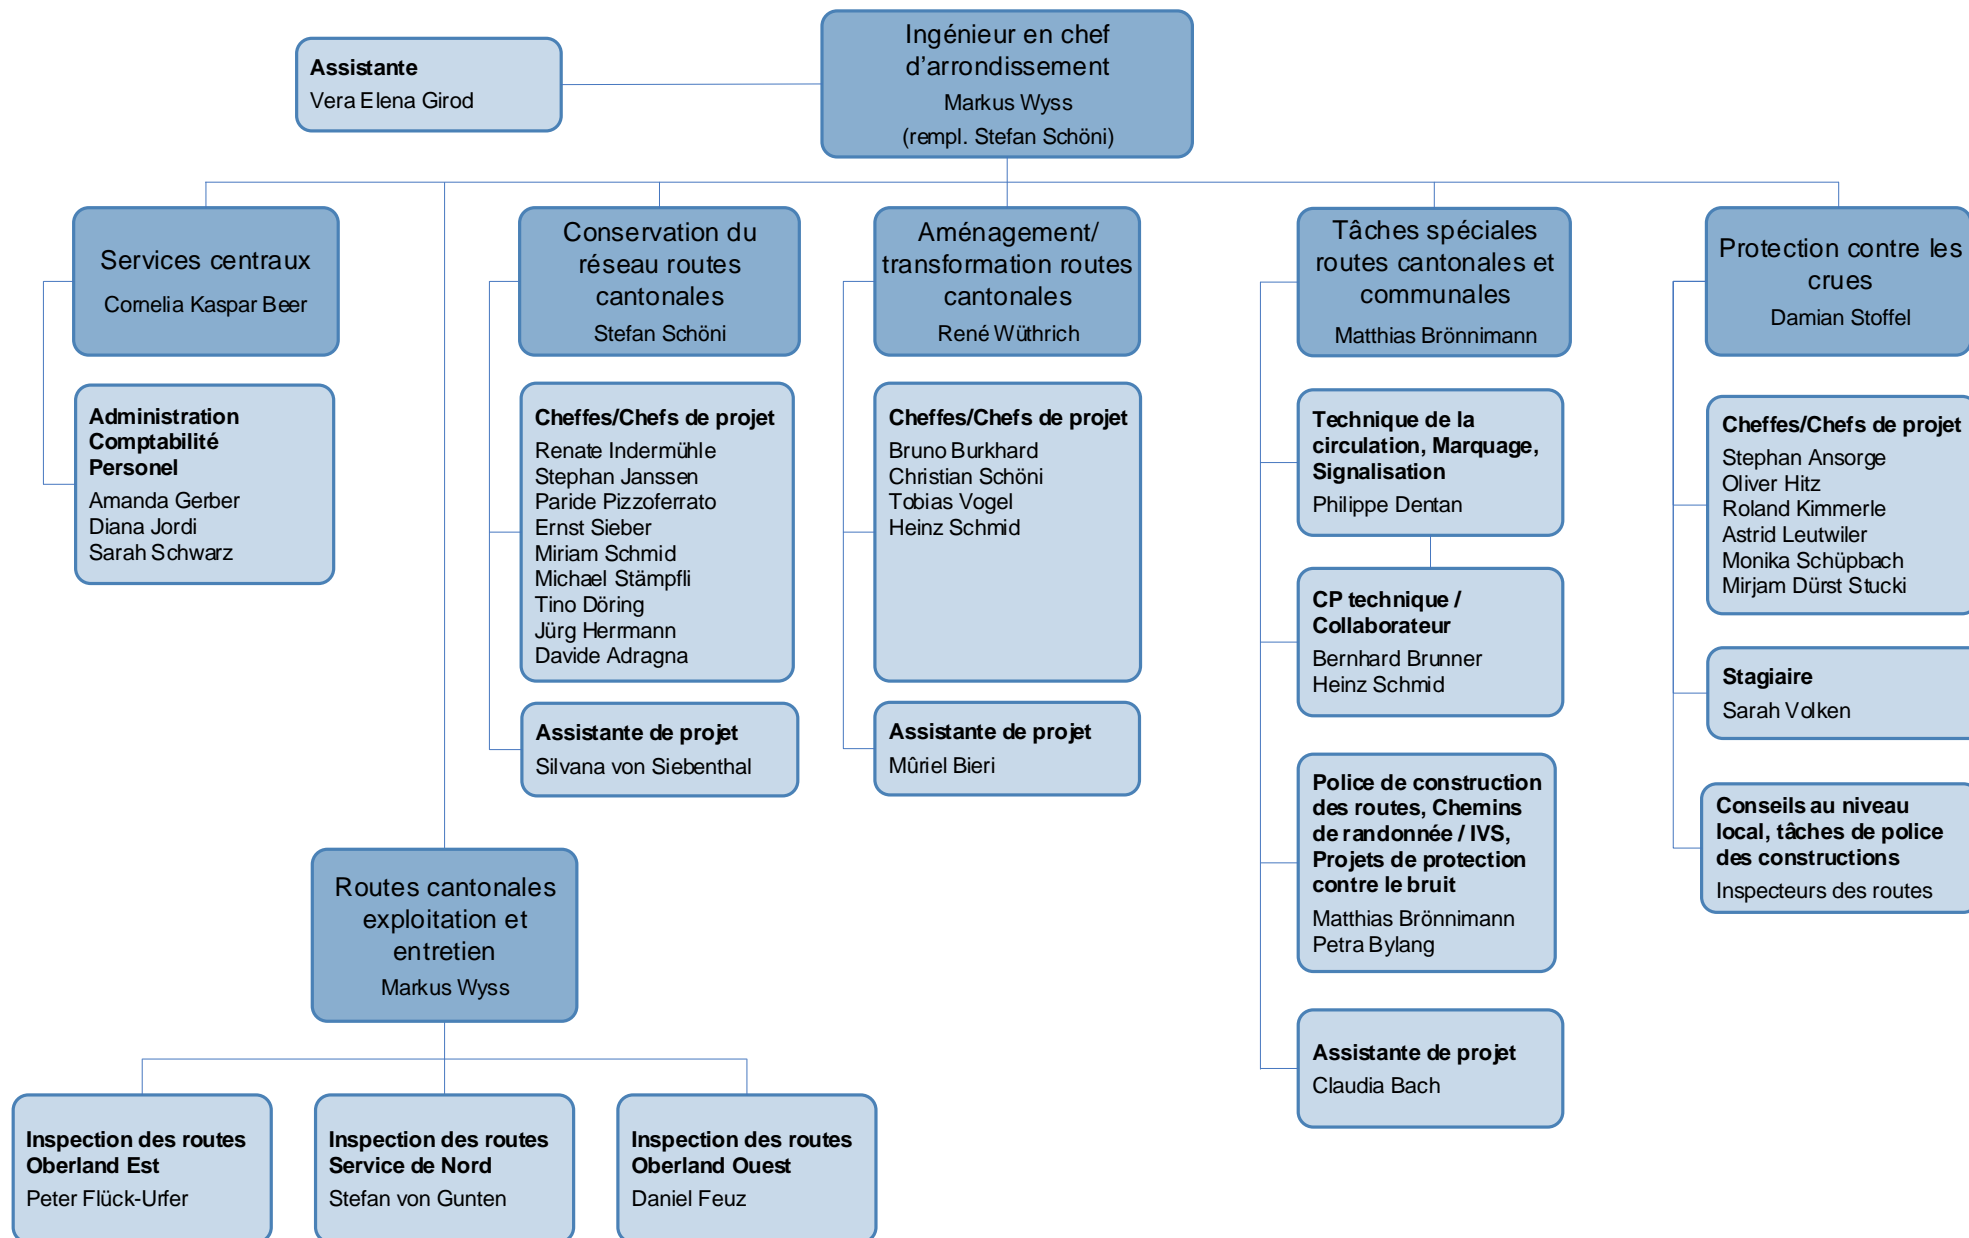 Assistante
Vera Elena Girod
Ingénieur en chef
d'arrondissement
Markus Wyss
(rempl. Stefan Schöni)
Services centraux
Cornelia Kaspar Beer
Administration
Comptabilité
Personel
Amanda Gerber
Diana Jordi
Sarah Schwarz
Conservation du
réseau routes
cantonales
Stefan Schöni
Cheffes/Chefs de projet
Renate Indermühle
Stephan Janssen
Paride Pizzoferrato
Ernst Sieber
Miriam Schmid
Michael Stämpfli
Tino Döring
Jürg Herrmann
Davide Adragna
Assistante de projet
Silvana von Siebenthal
Aménagement/
transformation routes
cantonales
René Wüthrich
Cheffes/Chefs de projet
Bruno Burkhard
Christian Schöni
Tobias Vogel
Heinz Schmid
Assistante de projet
Mûriel Bieri
Tâches spéciales
routes cantonales et
communales
Matthias Brönnimann
Technique de la
circulation, Marquage,
Signalisation
Philippe Dentan
CP technique /
Collaborateur
Bernhard Brunner
Heinz Schmid
Police de construction
des routes, Chemins
de randonnée / IVS,
Projets de protection
contre le bruit
Matthias Brönnimann
Petra Bylang
Assistante de projet
Claudia Bach
Protection contre les
crues
Damian Stoffel
Cheffes/Chefs de projet
Stephan Ansorge
Oliver Hitz
Roland Kimmerle
Astrid Leutwiler
Monika Schüpbach
Mirjam Dürst Stucki
Stagiaire
Sarah Volken
Conseils au niveau
local, tâches de police
des constructions
Inspecteurs des routes
Routes cantonales
exploitation et
entretien
Markus Wyss
Inspection des routes
Oberland Est
Peter Flück-Urfer
Inspection des routes
Service de Nord
Stefan von Gunten
Inspection des routes
Oberland Ouest
Daniel Feuz